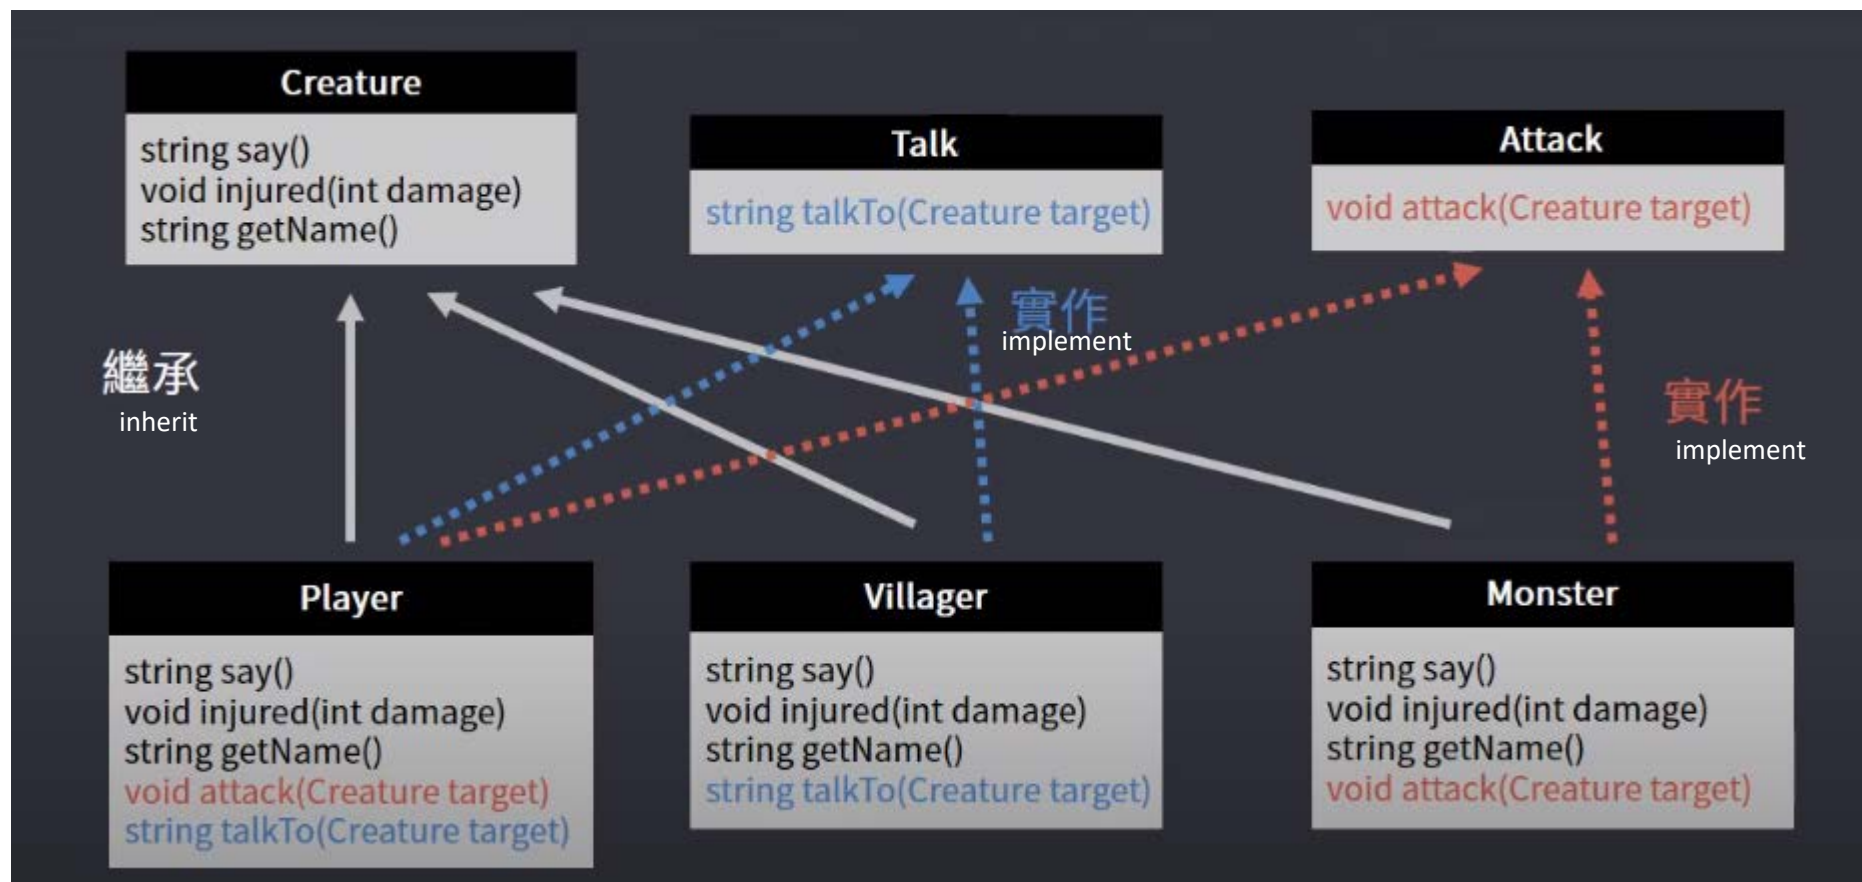 Creature
string say()
void injured(int damage)
string getName()
Talk
string talkTo(Creature target)
Attack
void attack(Creature target)
繼承
inherit
實作
implement
實作
implement
Player
string say()
void injured(int damage)
string getName()
void attack(Creature target)
string talkTo(Creature target)
Villager
string say()
void injured(int damage)
string getName()
string talkTo(Creature target)
Monster
string say()
void injured(int damage)
string getName()
void attack(Creature target)